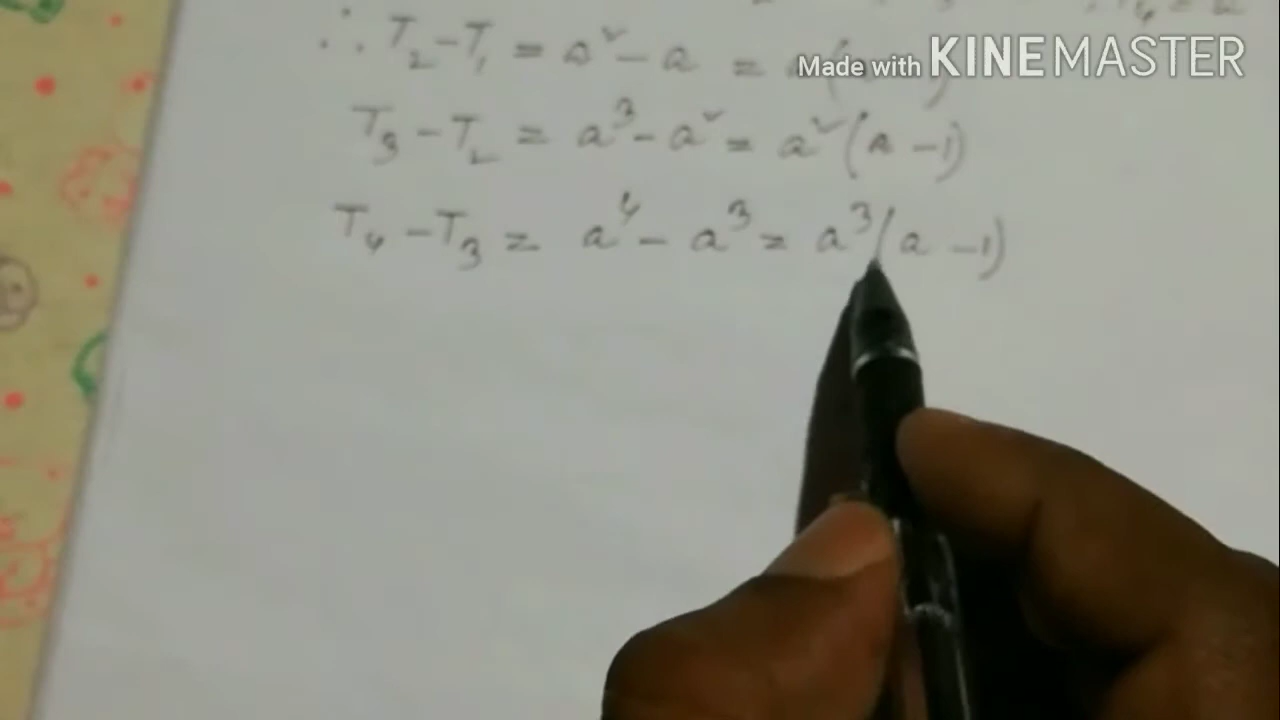 ∴ T₂ - T₁ = a² - a = a(
Made with KINEMASTER
T₃ - T₂ = a³ - a² = a²(a - 1)
T₄ - T₃ = a⁴ - a³ = a³(a - 1)